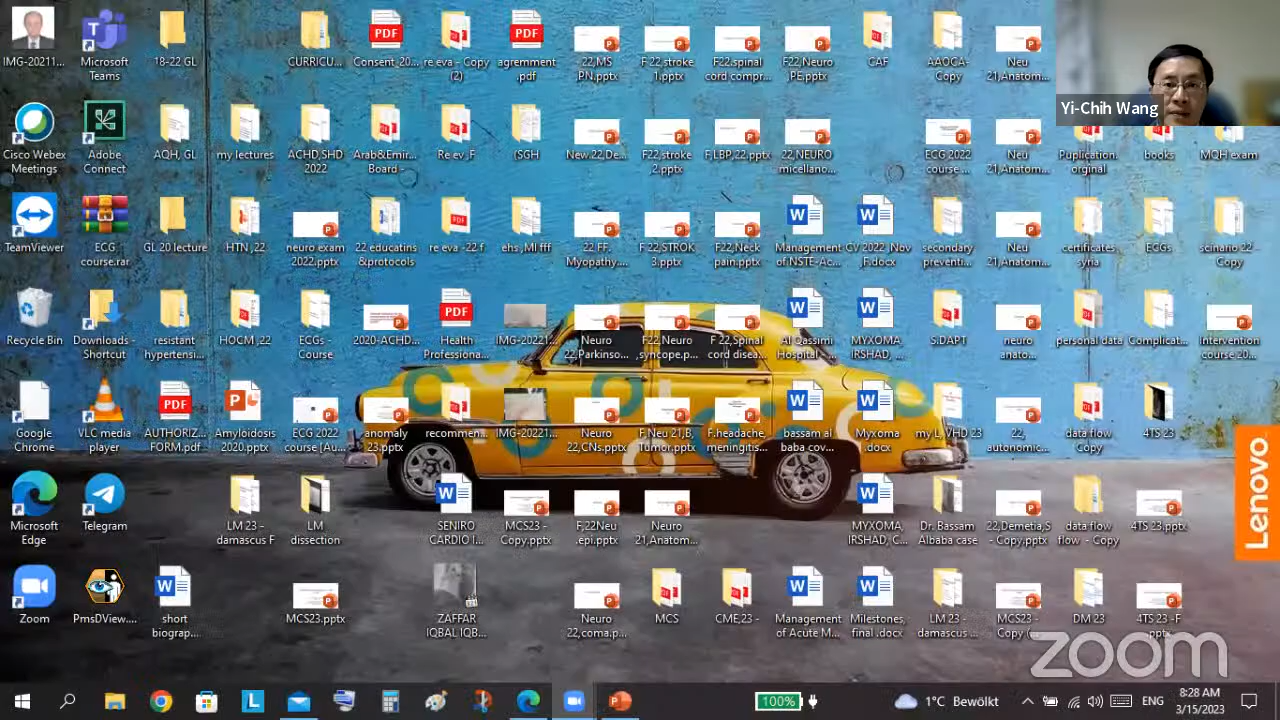 IMG-20211...
Microsoft
Teams
18-22 GL
CURRICU...
PDF
Consent_20...
re eva - Copy
(2)
PDF
agremment
.pdf
F22.stroke
1.pptx
F22.spinal
cord compr...
F22,Neuro
,PE.pptx
CAF
AAOCA-
Copy
Neu
21,Anatom...
Yi-Chih Wang
Cisco Webex
Meetings
Adobe
Connect
AQH, GL
my lectures
ACHD,SHD
2022
Arab&Emir...
Board -
Re ev ,F
(SGH
New.22,De...
F22,stroke
,2.pptx
F,LBP,22.pptx
22,NEURO
micellano...
ECG 2022
course ...
Neu
21,Anatom...
Puplication.
orginal
books
MQH exam
TeamViewer
ECG
course.rar
GL 20 lecture
HTN ,22
neuro exam
2022.pptx
22 educatins
&protocols
re eva -22 f
ehs ,MI fff
22 FF.
Myopathy....
F 22,STROK
3.pptx
F22,Neck
pain.pptx
Management
of NSTE-Ac...
CV 2022 -Nov
,F.docx
secondary
preventi...
Neu
21,Anatom...
certificates,
syria
ECGs
scinario 22 -
Copy
Recycle Bin
Downloads -
Shortcut
resistant
hypertensi...
HOCM ,22
ECGs -
Course
2020-ACHD...
PDF
Health
Professiona...
IMG-20221...
Neuro
22,Parkinso...
F22,Neuro
,syncope.p...
F 22,Spinal
cord disea...
Al Qassimi
Hospital - ...
MYXOMA,
IRSHAD, ...
S:DAPT
neuro
anato...
personal data
Complicat...
Intervention
course 20...
Google
Chrome
VLC media
player
PDF
AUTHORIZ...
FORM.pdf
Amyloidosis
2020.pptx
ECG 2022
course (Au...
anomaly
23.pptx
recommen...
IMG-20221...
Neuro
22,CNs.pptx
F,Neu 21,B,
Tumor.pptx
F.headache,
meningitis...
bassam al
baba cov...
Myxoma
.docx
my L, VHD 23
22,
autonomic...
data flow
Copy
4TS 23
Lenovo
Microsoft
Edge
Telegram
LM 23 -
damascus F
LM
dissection
SENIRO
CARDIO I...
MCS23 -
Copy.pptx
F,22Neu
.epi.pptx
Neuro
21,Anatom...
MYXOMA,
IRSHAD, C...
Dr. Bassam
Albaba case
22,Demetia,S
- Copy.pptx
data flow
flow - Copy
4TS 23.pptx
Zoom
PmsDView....
short
biograp...
MCS23.pptx
ZAFFAR
IQBAL IQB...
Neuro
22,coma.p...
MCS
CME,23 -
Management
of Acute M...
Milestones,
final .docx
LM 23 -
damascus ...
MCS23 -
Copy (...
DM 23
4TS 23 -F
.pptx
zoom
100%
1°C Bewölkt
ENG
8:28 AM
3/15/2023